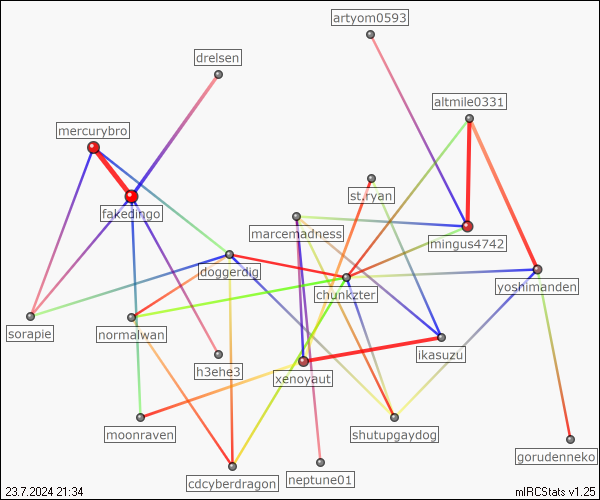 artyom0593
drelsen
altmile0331
mercurybro
st.ryan
fakedingo
marcemadness
mingus4742
doggerdig
chunkzter
yoshimanden
sorapie
normalwan
ikasuzu
h3ehe3
xenoyaut
moonraven
shutupgaydog
gorudenneko
neptune01
cdcyberdragon
23.7.2024 21:34
mIRCStats v1.25